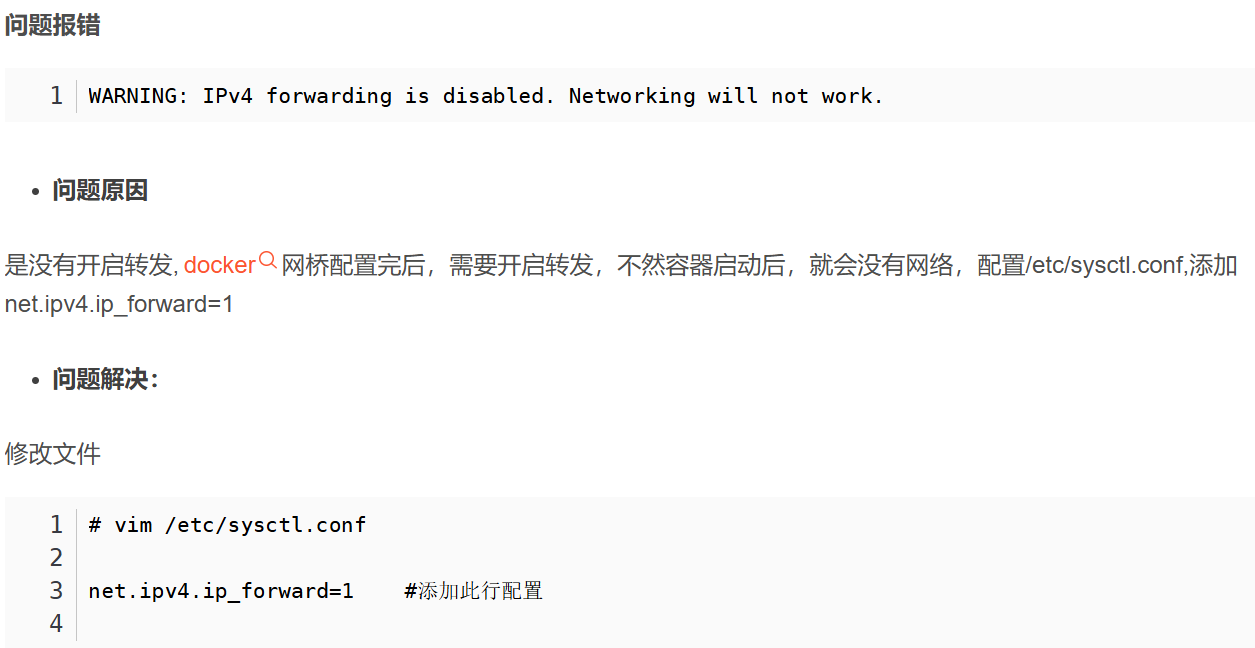 问题报错
1 WARNING: IPv4 forwarding is disabled. Networking will not work.
• 问题原因
是没有开启转发, docker 网桥配置完后，需要开启转发，不然容器启动后，就会没有网络，配置/etc/sysctl.conf,添加
net.ipv4.ip_forward=1
• 问题解决：
修改文件
1 # vim /etc/sysctl.conf
2
3 net.ipv4.ip_forward=1    #添加此行配置
4